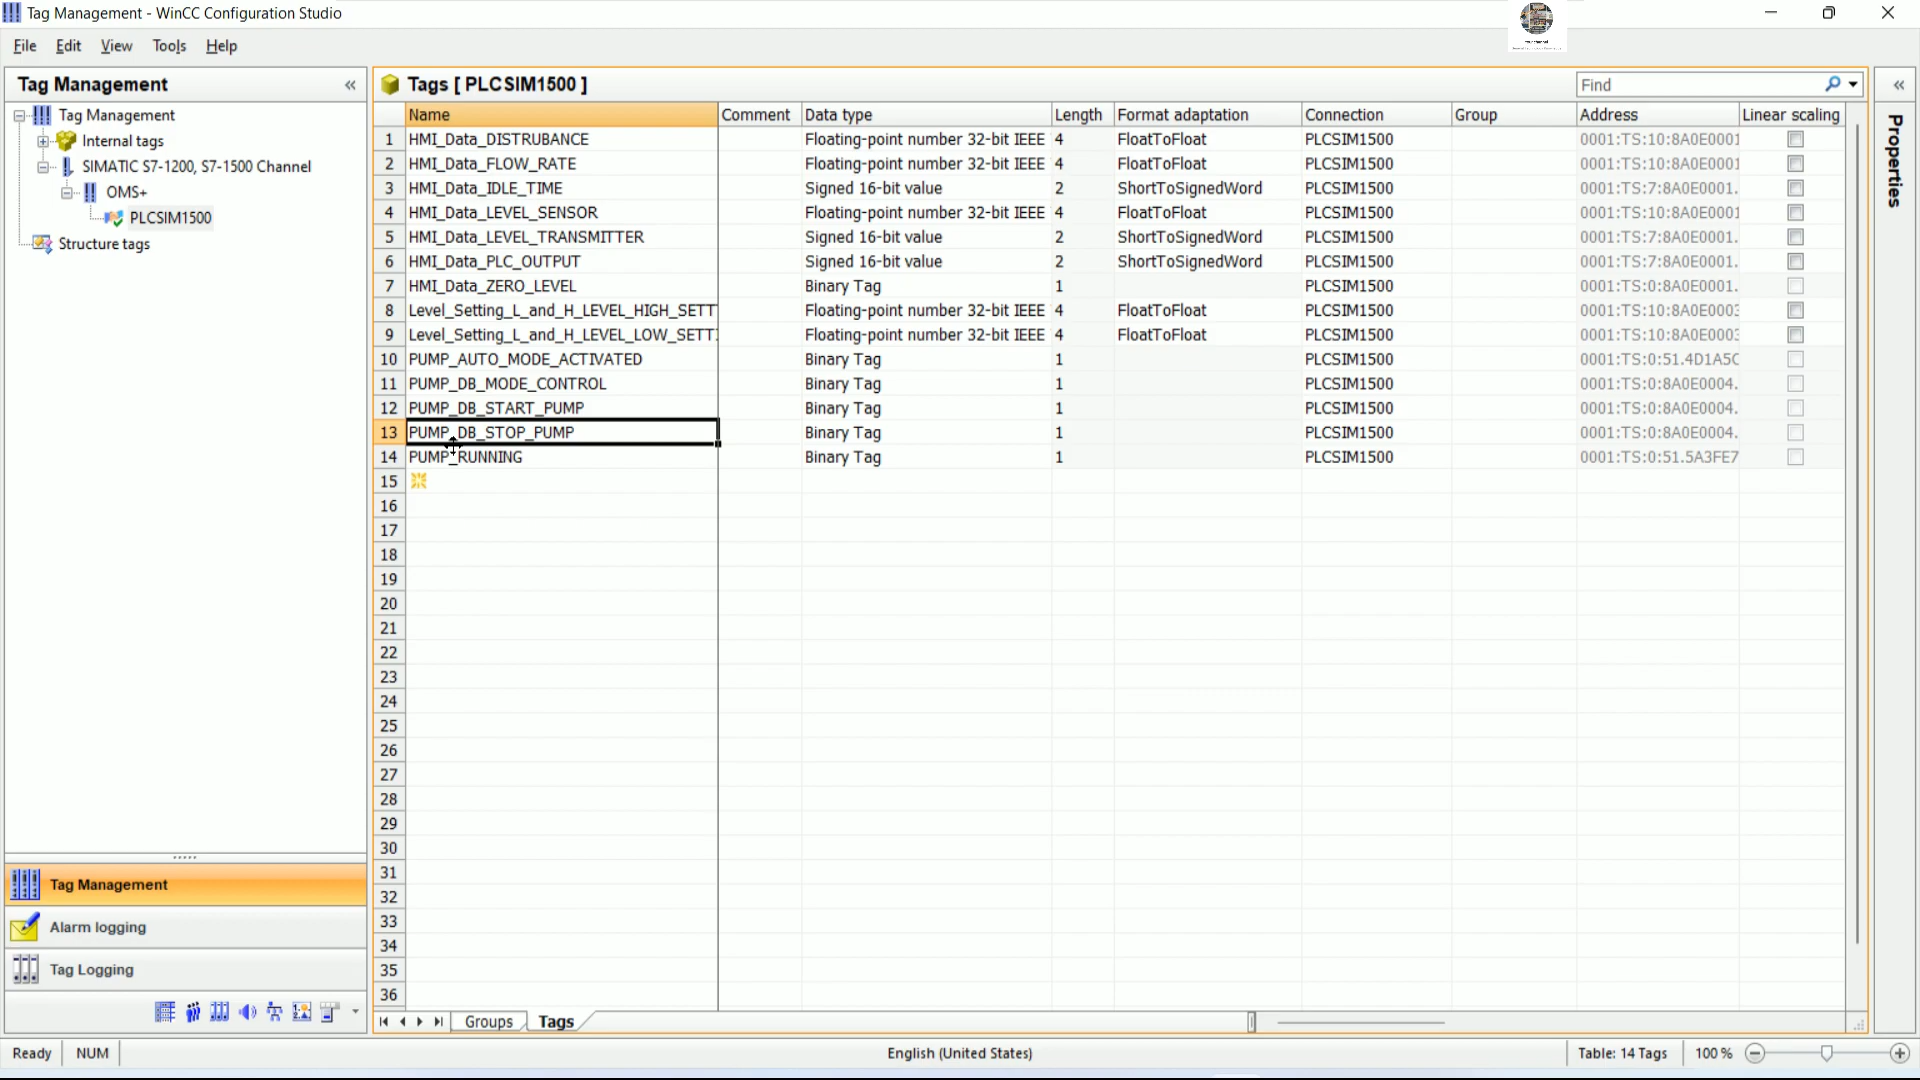 Tag Management - WinCC Configuration Studio
File Edit View Tools Help
Tag Management «
Tags [ PLCSIM1500 ] Find «
Tag Management
Internal tags
SIMATIC S7-1200, S7-1500 Channel
OMS+
PLCSIM1500
Structure tags
Name Comment Data type Length Format adaptation Connection Group Address Linear scaling
1 HMI_Data_DISTRUBANCE Floating-point number 32-bit IEEE 4 FloatToFloat PLCSIM1500 0001:TS:10:8A0E0001
2 HMI_Data_FLOW_RATE Floating-point number 32-bit IEEE 4 FloatToFloat PLCSIM1500 0001:TS:10:8A0E0001
3 HMI_Data_IDLE_TIME Signed 16-bit value 2 ShortToSignedWord PLCSIM1500 0001:TS:7:8A0E0001.
4 HMI_Data_LEVEL_SENSOR Floating-point number 32-bit IEEE 4 FloatToFloat PLCSIM1500 0001:TS:10:8A0E0001
5 HMI_Data_LEVEL_TRANSMITTER Signed 16-bit value 2 ShortToSignedWord PLCSIM1500 0001:TS:7:8A0E0001.
6 HMI_Data_PLC_OUTPUT Signed 16-bit value 2 ShortToSignedWord PLCSIM1500 0001:TS:7:8A0E0001.
7 HMI_Data_ZERO_LEVEL Binary Tag 1 PLCSIM1500 0001:TS:0:8A0E0001.
8 Level_Setting_L_and_H_LEVEL_HIGH_SETT Floating-point number 32-bit IEEE 4 FloatToFloat PLCSIM1500 0001:TS:10:8A0E0003
9 Level_Setting_L_and_H_LEVEL_LOW_SETT Floating-point number 32-bit IEEE 4 FloatToFloat PLCSIM1500 0001:TS:10:8A0E0003
10 PUMP_AUTO_MODE_ACTIVATED Binary Tag 1 PLCSIM1500 0001:TS:0:51.4D1A5C
11 PUMP_DB_MODE_CONTROL Binary Tag 1 PLCSIM1500 0001:TS:0:8A0E0004.
12 PUMP_DB_START_PUMP Binary Tag 1 PLCSIM1500 0001:TS:0:8A0E0004.
13 PUMP_DB_STOP_PUMP Binary Tag 1 PLCSIM1500 0001:TS:0:8A0E0004.
14 PUMP_RUNNING Binary Tag 1 PLCSIM1500 0001:TS:0:51.5A3FE7
15
16
17
18
19
20
21
22
23
24
25
26
27
28
29
30
31
32
33
34
35
36
Properties
Tag Management
Alarm logging
Tag Logging
Groups Tags
Ready NUM English (United States) Table: 14 Tags 100 %